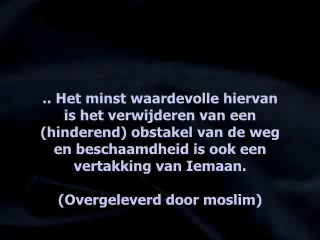 .. Het minst waardevolle hiervan
is het verwijderen van een
(hinderend) obstakel van de weg
en beschaamdheid is ook een
vertakking van Iemaan.
(Overgeleverd door moslim)